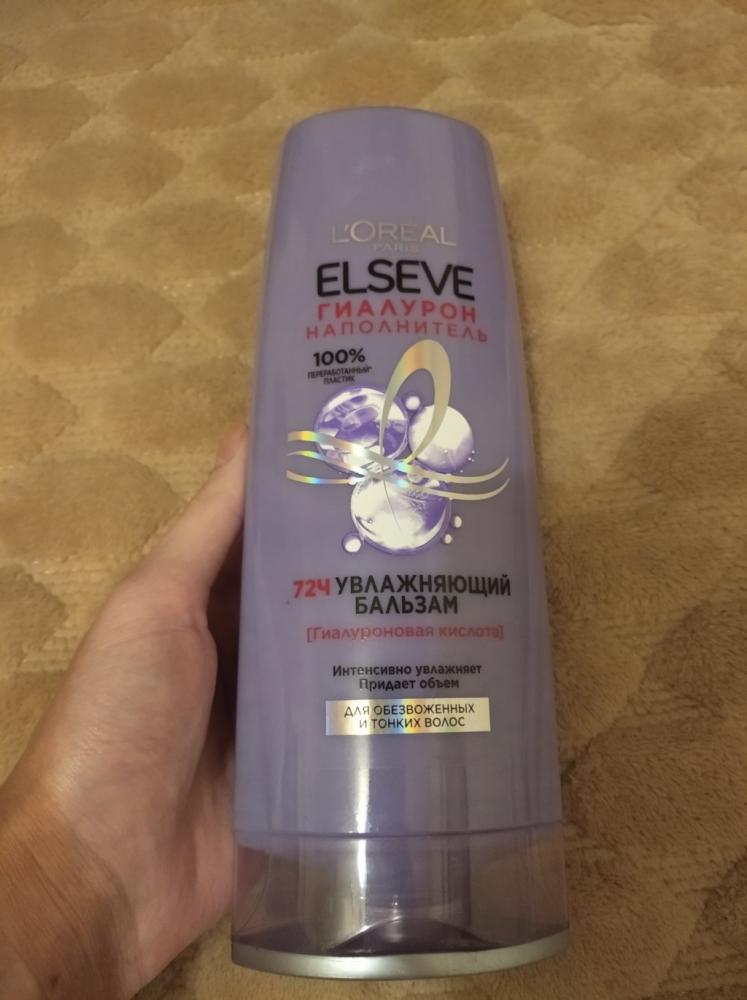 L'ORÉAL
PARIS
ELSEVE
ГИАЛУРОН
НАПОЛНИТЕЛЬ
100%
ПЕРЕРАБОТАННЫЙ*
ПЛАСТИК
72Ч УВЛАЖНЯЮЩИЙ
БАЛЬЗАМ
[Гиалуроновая кислота]
Интенсивно увлажняет
Придает объем
ДЛЯ ОБЕЗВОЖЕННЫХ
И ТОНКИХ ВОЛОС